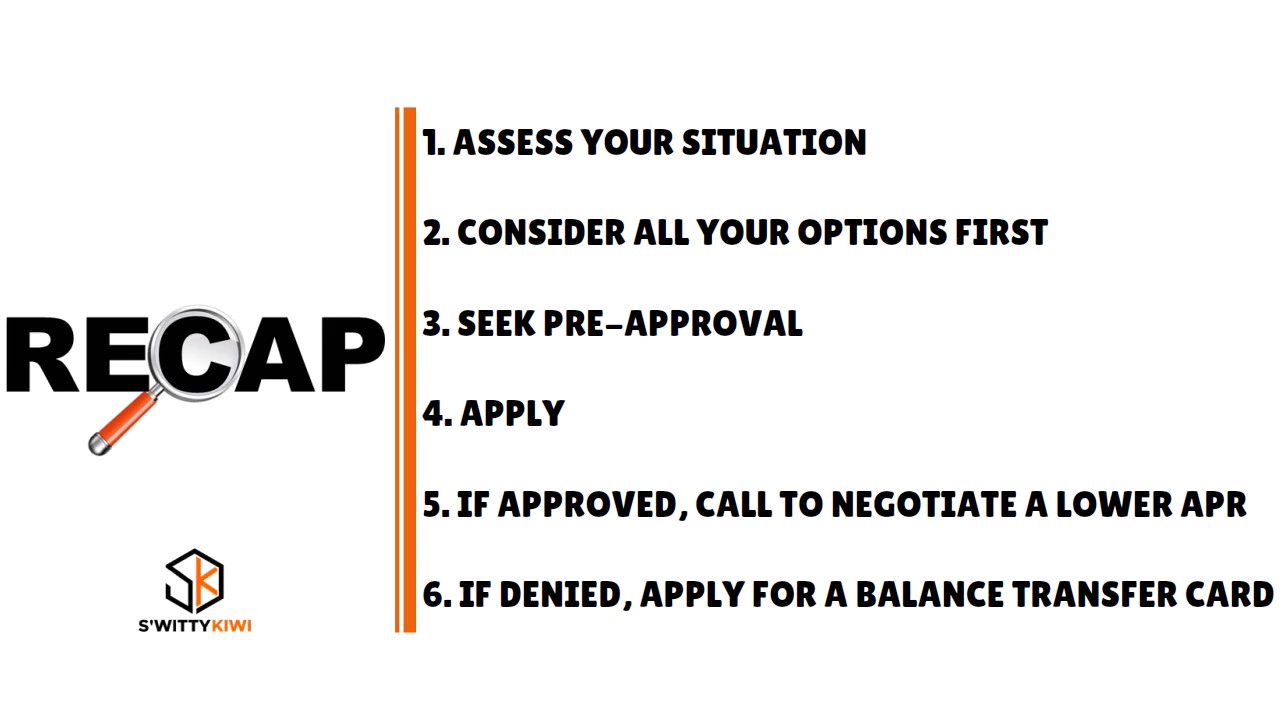 RECAP
S'WITTYKIWI
1. ASSESS YOUR SITUATION
2. CONSIDER ALL YOUR OPTIONS FIRST
3. SEEK PRE-APPROVAL
4. APPLY
5. IF APPROVED, CALL TO NEGOTIATE A LOWER APR
6. IF DENIED, APPLY FOR A BALANCE TRANSFER CARD